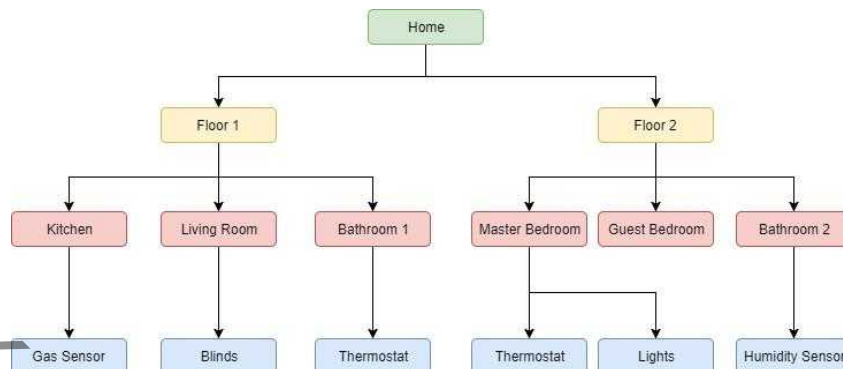 Home
Floor 1
Floor 2
Kitchen
Living Room
Bathroom 1
Master Bedroom
Guest Bedroom
Bathroom 2
Gas Sensor
Blinds
Thermostat
Thermostat
Lights
Humidity Sensor